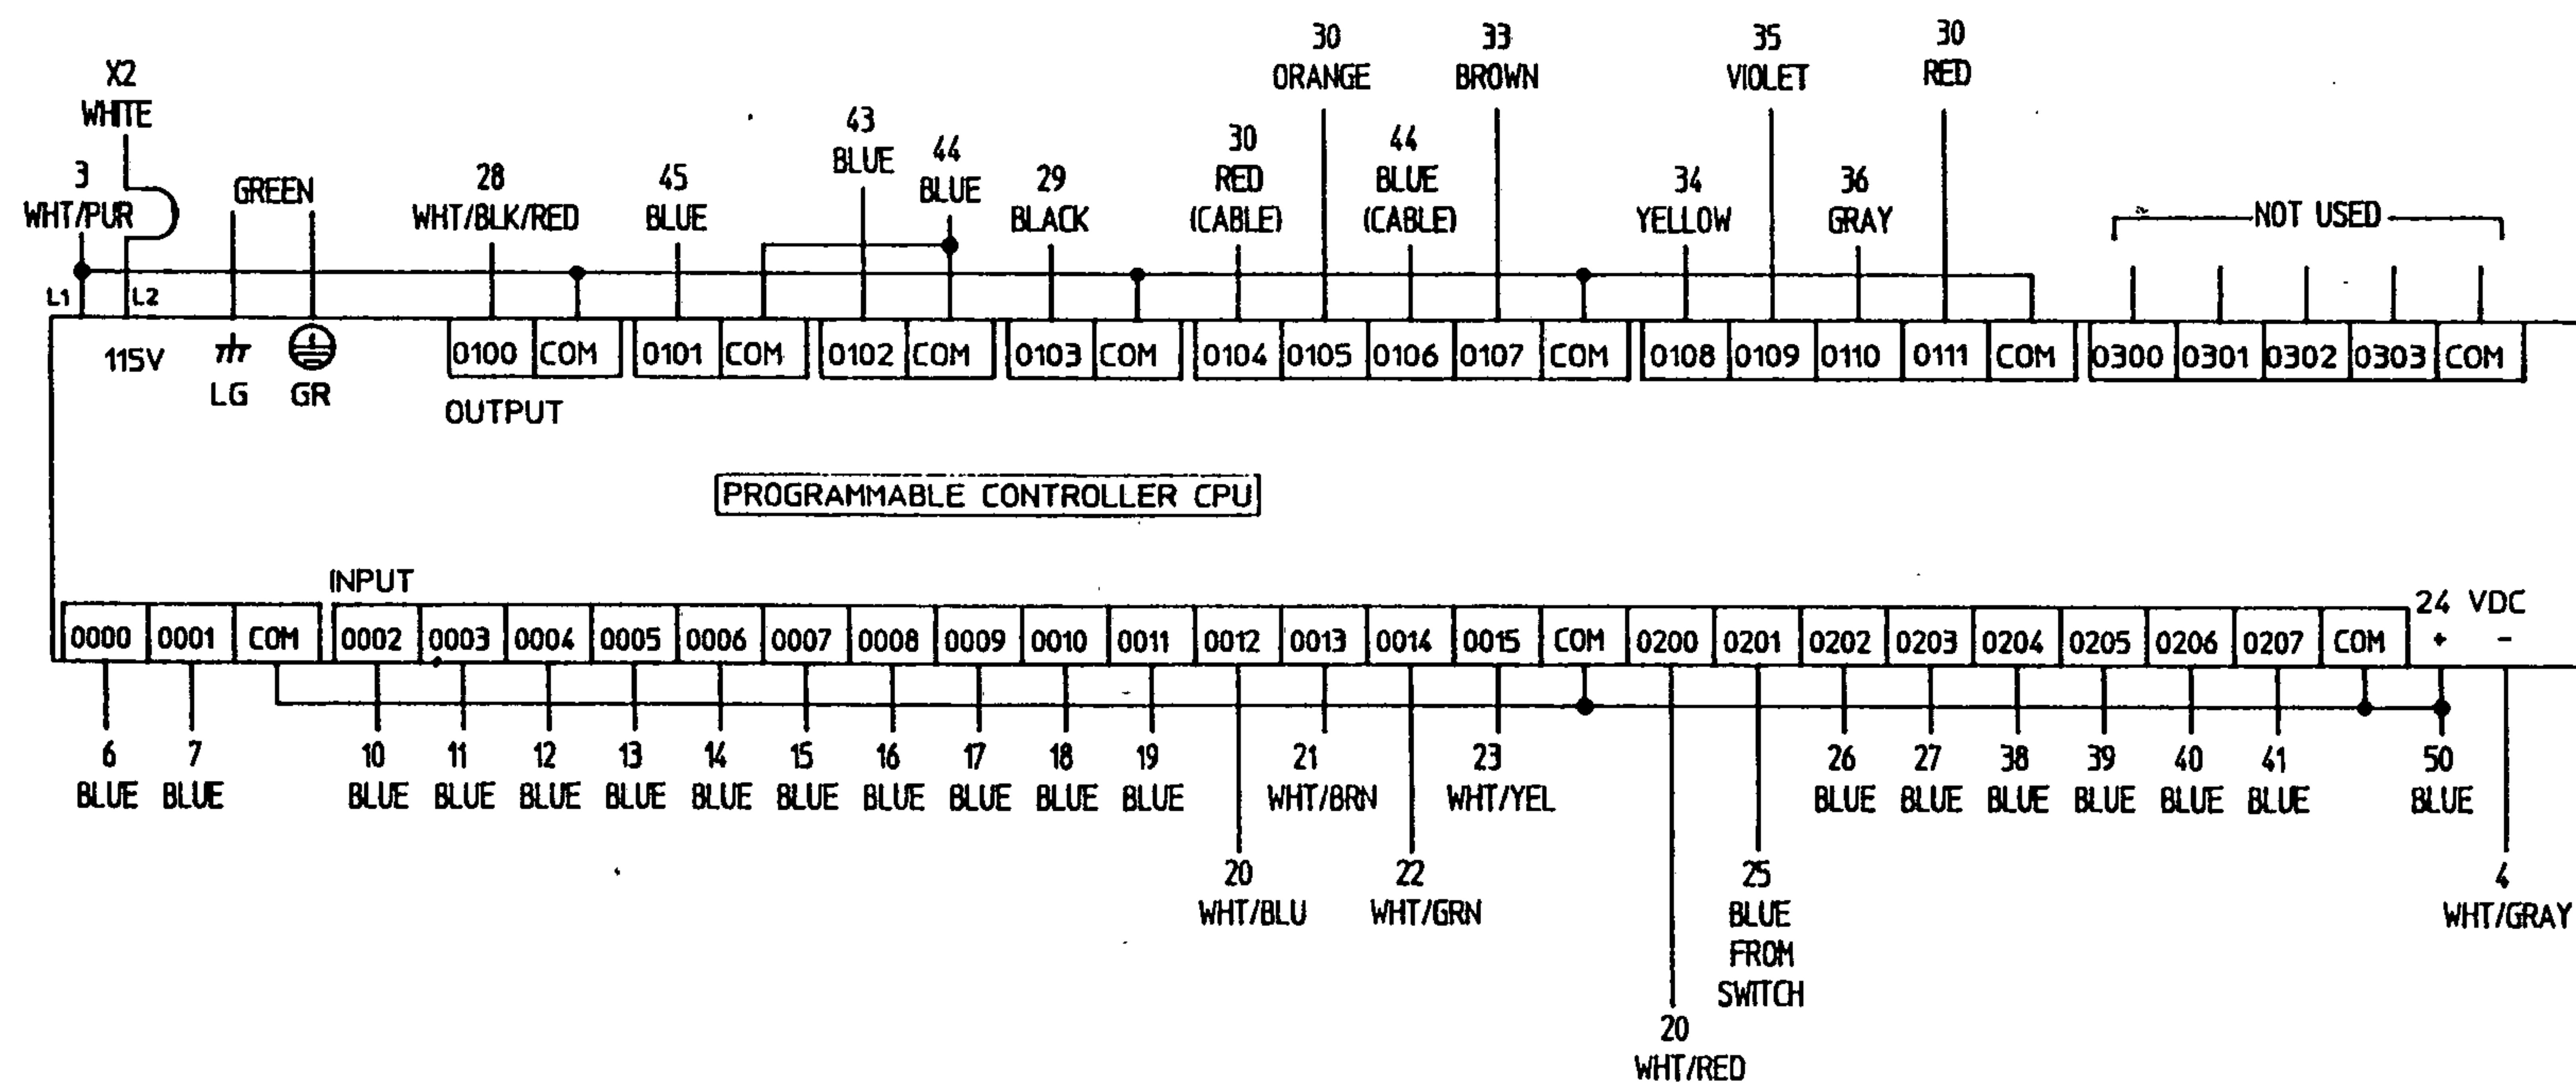 X2
WHITE
3
WHT/PUR
GREEN
28
WHT/BLK/RED
45
BLUE
43
BLUE
44
BLUE
29
BLACK
30
RED
(CABLE)
30
ORANGE
44
BLUE
(CABLE)
33
BROWN
34
YELLOW
35
VIOLET
36
GRAY
30
RED
NOT USED
L1 L2
115V
LG GR
0100 COM 0101 COM 0102 COM 0103 COM 0104 0105 0106 0107 COM 0108 0109 0110 0111 COM 0300 0301 0302 0303 COM
OUTPUT
PROGRAMMABLE CONTROLLER CPU
INPUT
24 VDC
0000 0001 COM 0002 0003 0004 0005 0006 0007 0008 0009 0010 0011 0012 0013 0014 0015 COM 0200 0201 0202 0203 0204 0205 0206 0207 COM + -
6
BLUE
7
BLUE
10
BLUE
11
BLUE
12
BLUE
13
BLUE
14
BLUE
15
BLUE
16
BLUE
17
BLUE
18
BLUE
19
BLUE
20
WHT/BLU
21
WHT/BRN
22
WHT/GRN
23
WHT/YEL
20
WHT/RED
25
BLUE
FROM
SWITCH
26
BLUE
27
BLUE
38
BLUE
39
BLUE
40
BLUE
41
BLUE
50
BLUE
4
WHT/GRAY